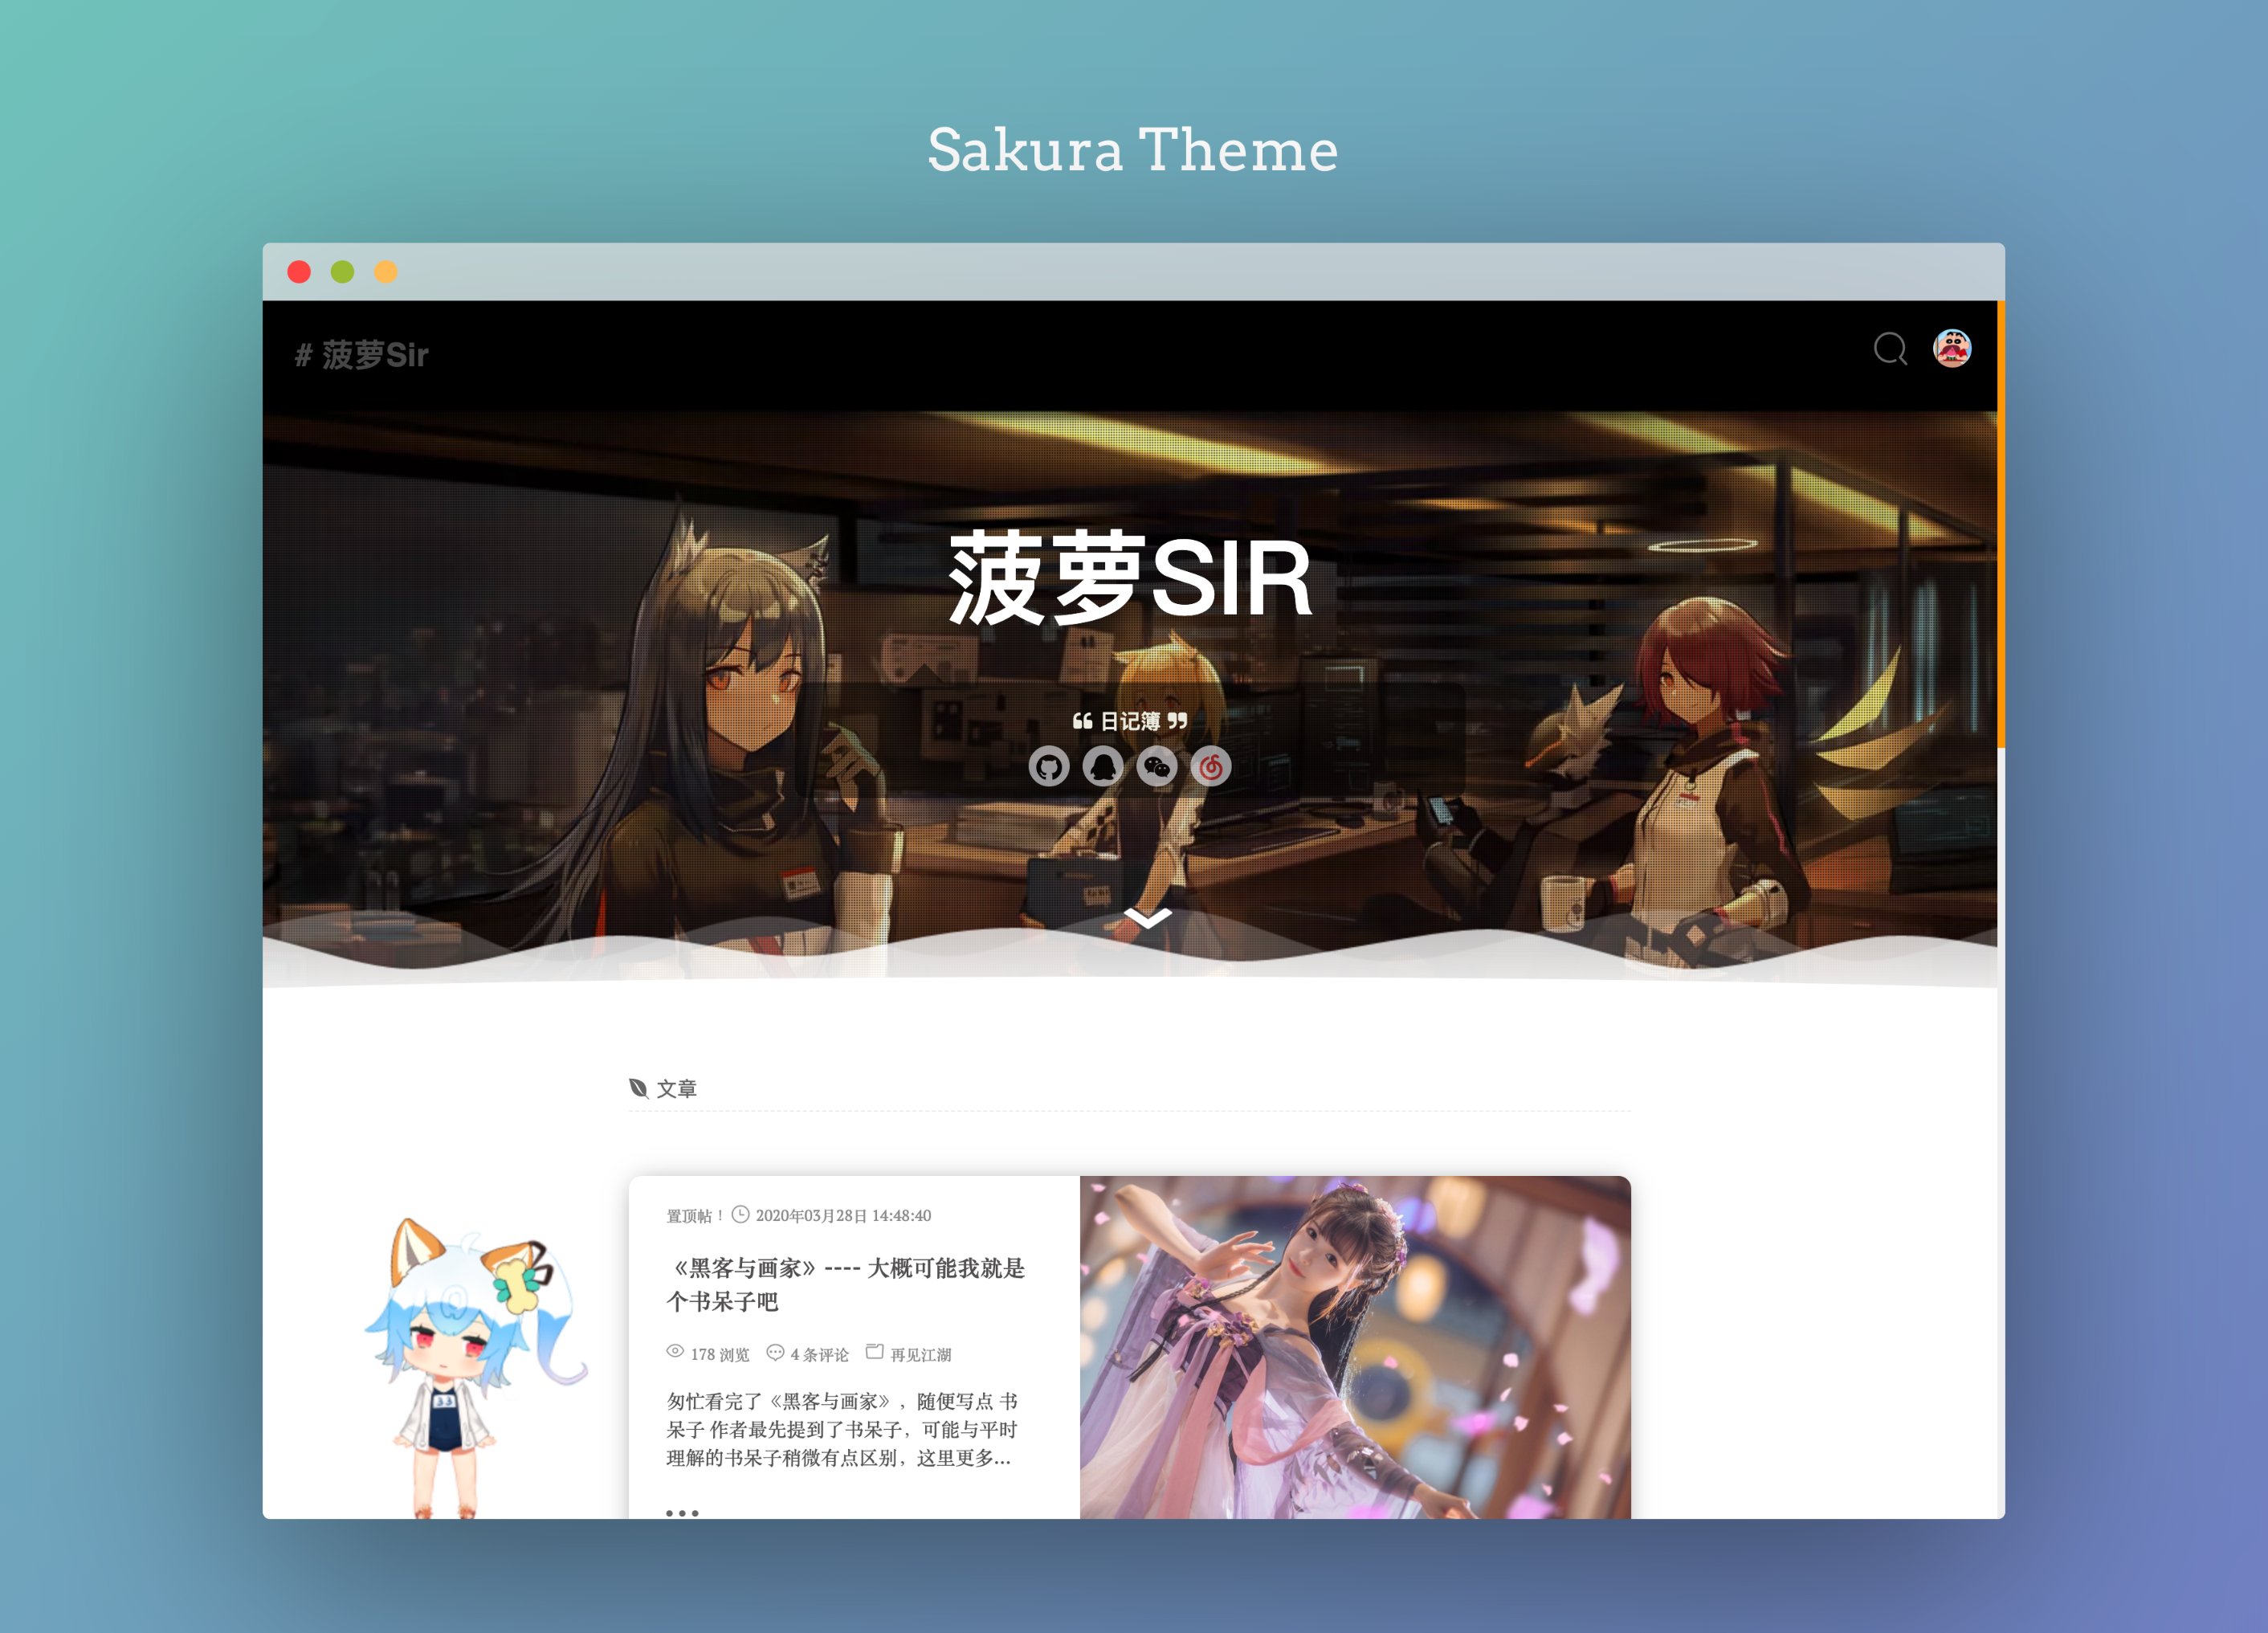 Sakura Theme
# 菠萝Sir
菠萝SIR
❝ 日记簿 ❞
文章
置顶帖！ 2020年03月28日 14:48:40
《黑客与画家》---- 大概可能我就是
个书呆子吧
178 浏览 4 条评论 再见江湖
匆忙看完了《黑客与画家》，随便写点 书
呆子 作者最先提到了书呆子，可能与平时
理解的书呆子稍微有点区别，这里更多...
33